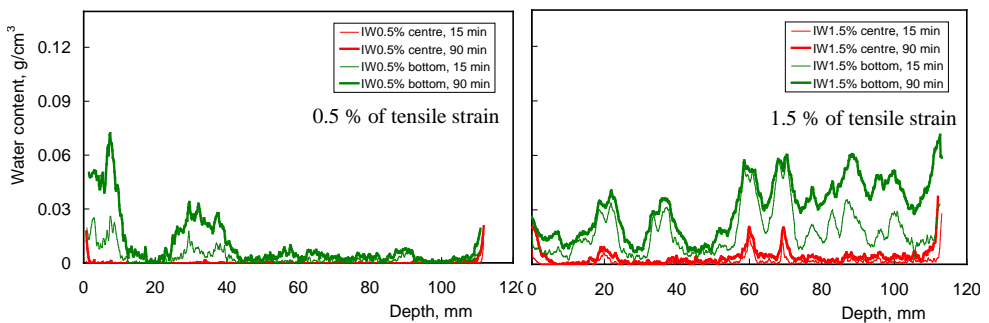 Water content, g/cm³
0.12
0.09
0.06
0.03
0
IW0.5% centre, 15 min
IW0.5% centre, 90 min
IW0.5% bottom, 15 min
IW0.5% bottom, 90 min
0.5 % of tensile strain
0 20 40 60 80 100 120
Depth, mm
IW1.5% centre, 15 min
IW1.5% centre, 90 min
IW1.5% bottom, 15 min
IW1.5% bottom, 90 min
1.5 % of tensile strain
20 40 60 80 100 120
Depth, mm